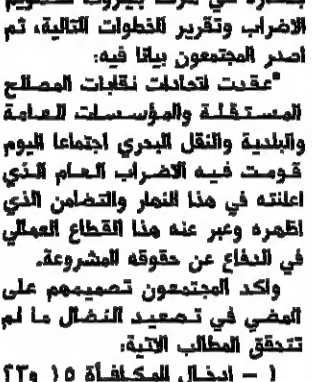 الاضراب وتقرير الخطوات التالية، ثم
اصدر المجتمعون بيانا فيه:
"عقدت اتحادات نقابات المصالح
المستقلة والمؤسسات العامة
والبلدية والنقل البحري اجتماعا اليوم
قومت فيه الاضراب العام الذي
اعلنته في هذا النهار والتضامن الذي
اظهره وعبر عنه هذا القطاع العمالي
في الدفاع عن حقوقه المشروعة.
واكد المجتمعون تصميمهم على
المضي في تصعيد النضال ما لم
تتحقق المطالب الاتية:
١ – ادخال المكافأة ١٥ و٢٣